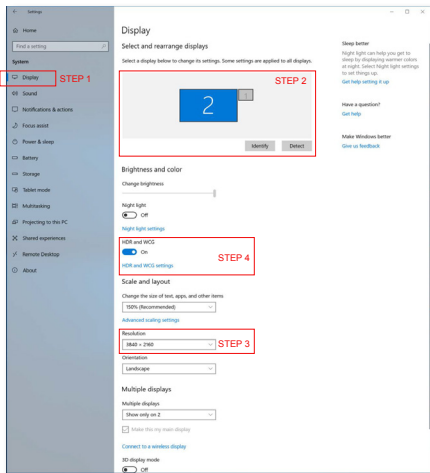 Settings
Home
Find a setting
System
Display
STEP 1
Sound
Notifications & actions
Focus assist
Power & sleep
Battery
Storage
Tablet mode
Multitasking
Projecting to this PC
Shared experiences
Remote Desktop
About
Display
Select and rearrange displays
Select a display below to change its settings. Some settings are applied to all displays.
STEP 2
2
1
Identify
Detect
Brightness and color
Change brightness
Night light
Off
Night light settings
HDR and WCG
On
STEP 4
HDR and WCG settings
Scale and layout
Change the size of text, apps, and other items
150% (Recommended)
Advanced scaling settings
Resolution
3840 × 2160
STEP 3
Orientation
Landscape
Multiple displays
Multiple displays
Show only on 2
Make this my main display
Connect to a wireless display
3D display mode
Off
Sleep better
Night light can help you get to
sleep by displaying warmer colors
at night. Select Night light settings
to set things up.
Get help setting it up
Have a question?
Get help
Make Windows better
Give us feedback